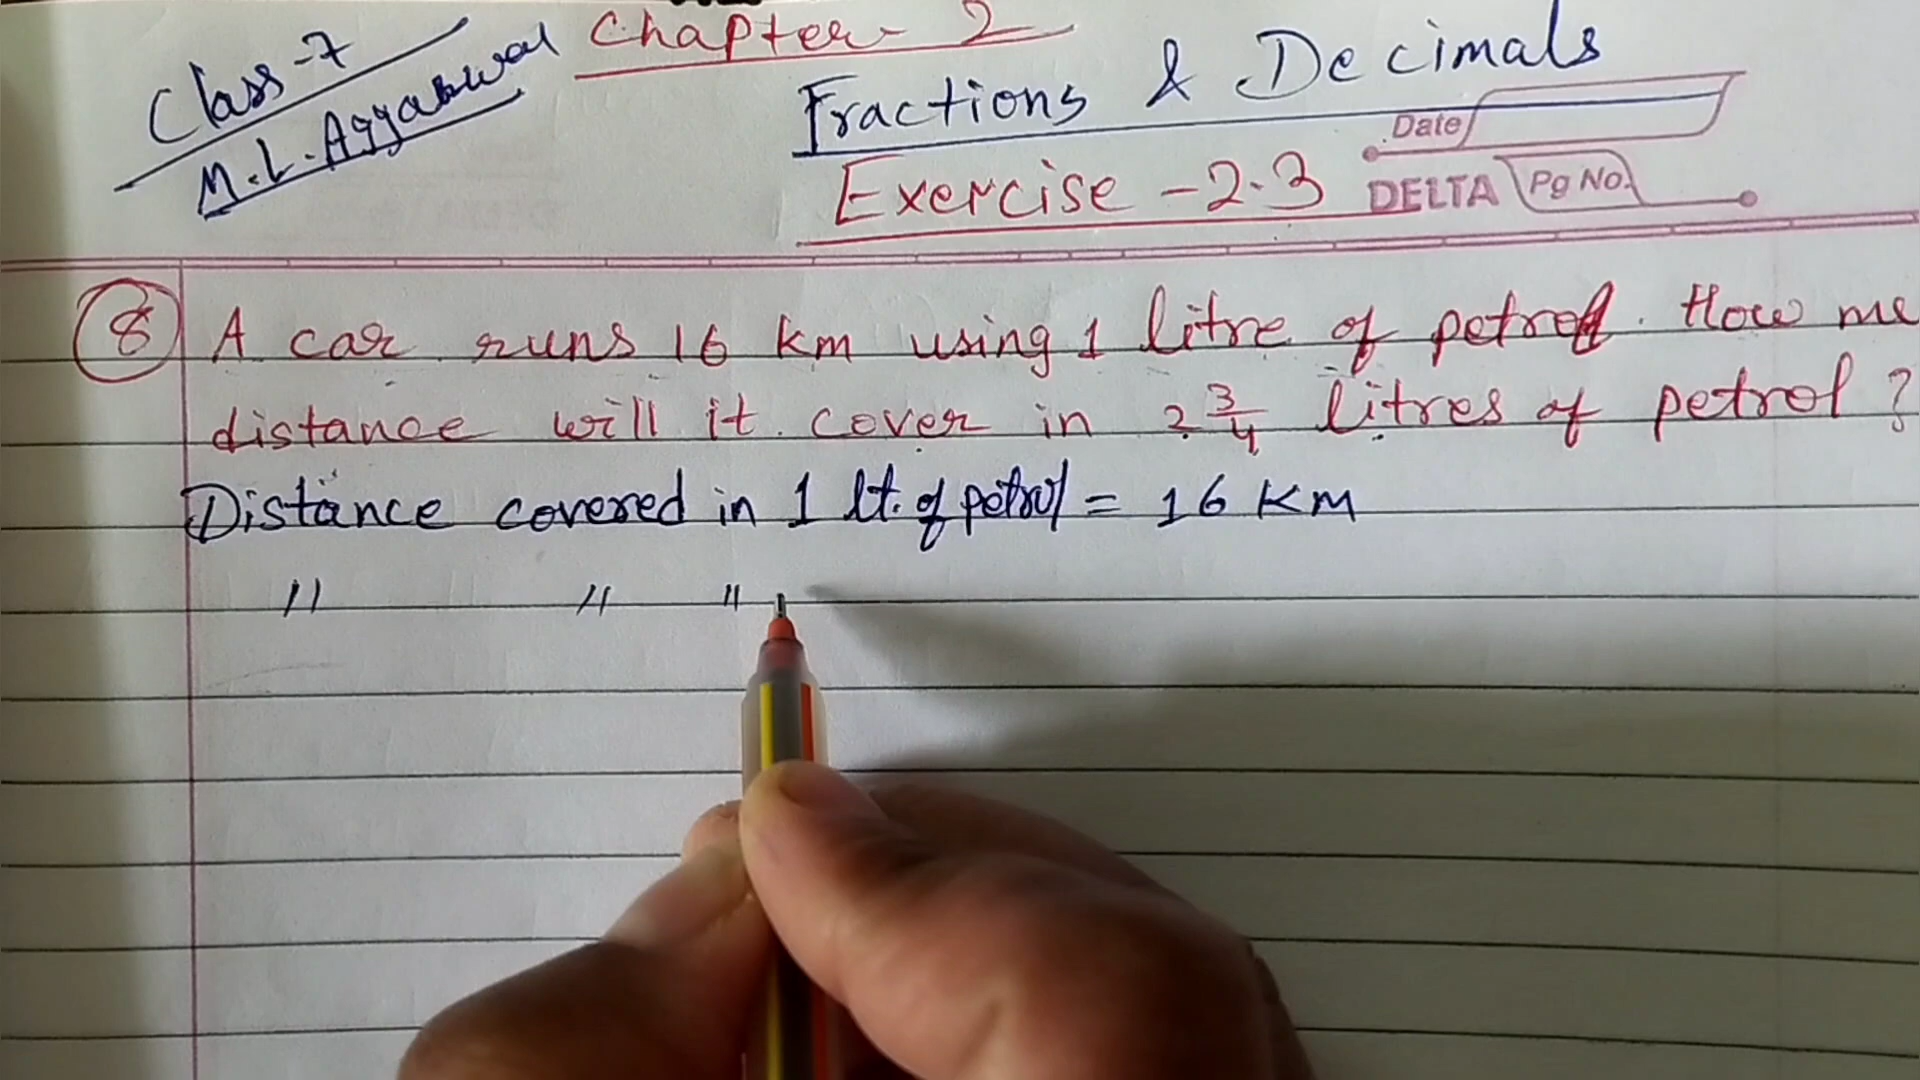 Class-7
M.L. Aggarwal
Chapter- 2
Fractions & Decimals
Exercise - 2.3
Date
DELTA Pg No.
8 A car runs 16 km using 1 litre of petrol. How
distance will it cover in 2 3/4 litres of petrol ?
Distance covered in 1 lt. of petrol = 16 KM
" " "